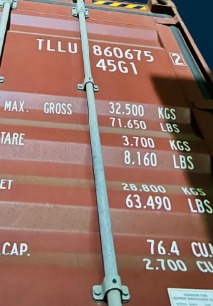 TLLU 860675 2
45G1
MAX. GROSS 32.500 KGS
71.650 LBS
TARE 3.700 KGS
8.160 LBS
ET 28.800 KGS
63.490 LBS
CAP. 76.4 CU
2.700 CU